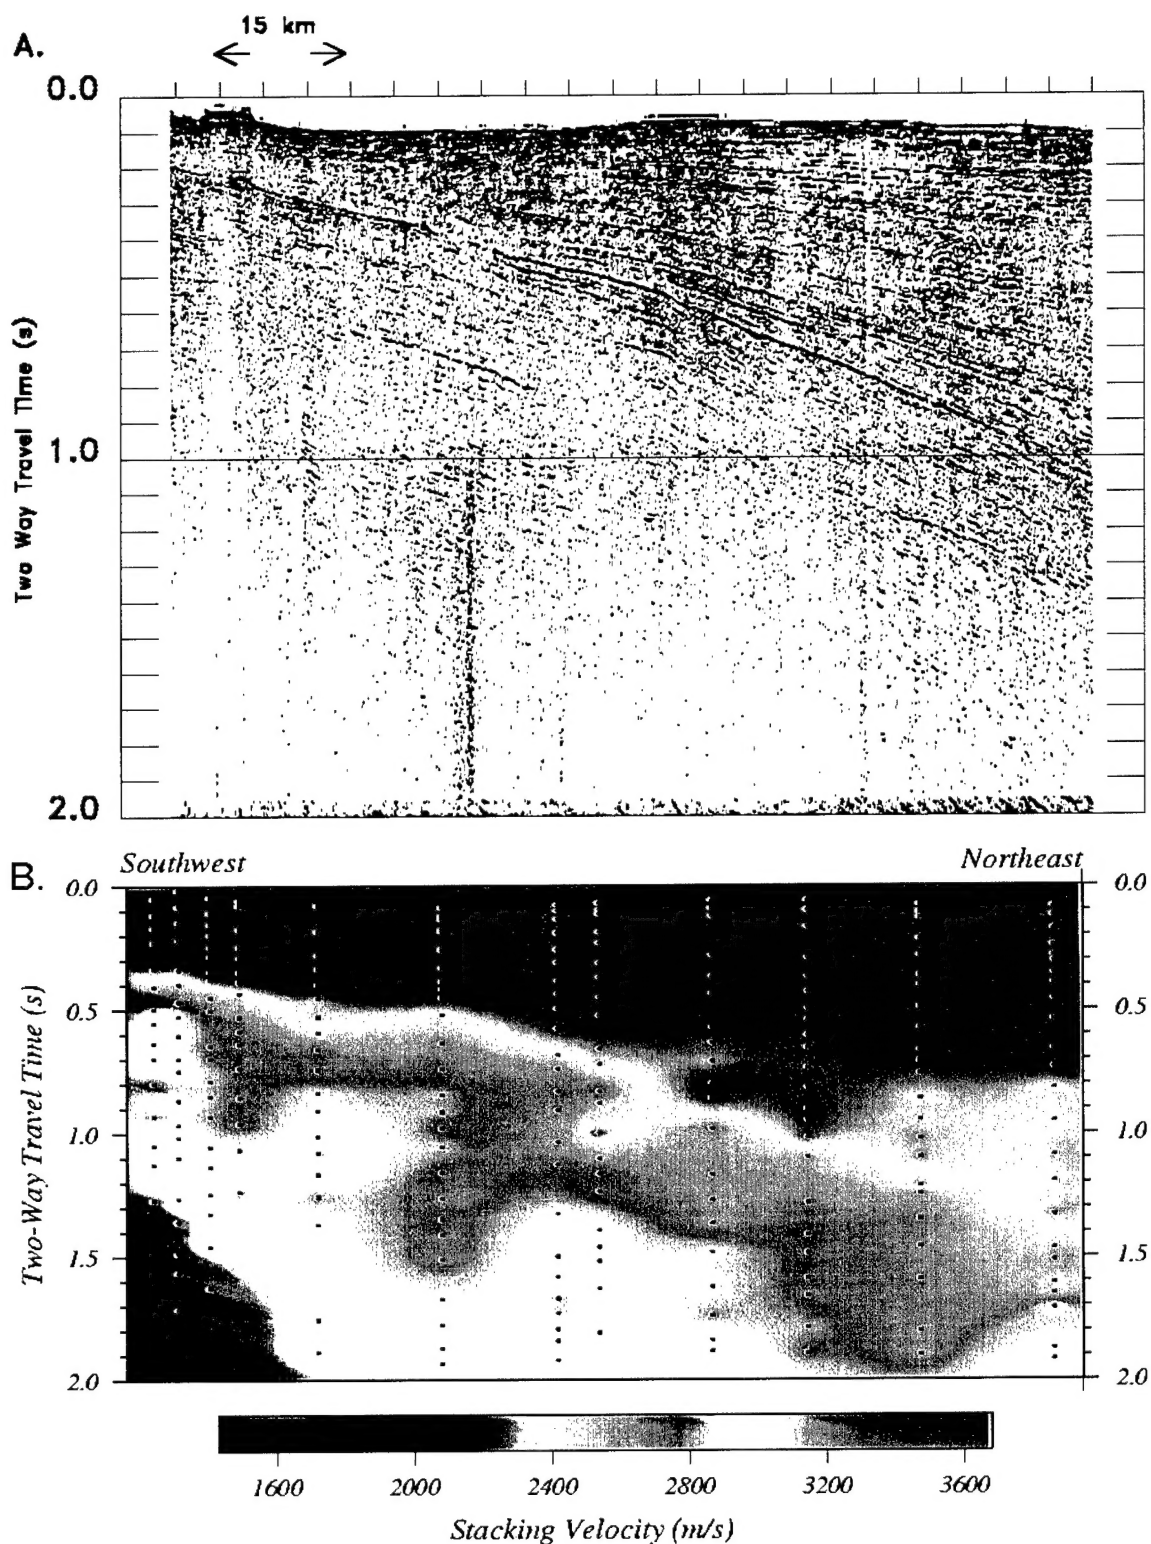 15 km
A.
0.0
1.0
2.0
Two Way Travel Time (s)
B.
Southwest
Northeast
0.0
0.0
0.5
0.5
1.0
1.0
1.5
1.5
2.0
2.0
Two-Way Travel Time (s)
1600 2000 2400 2800 3200 3600
Stacking Velocity (m/s)